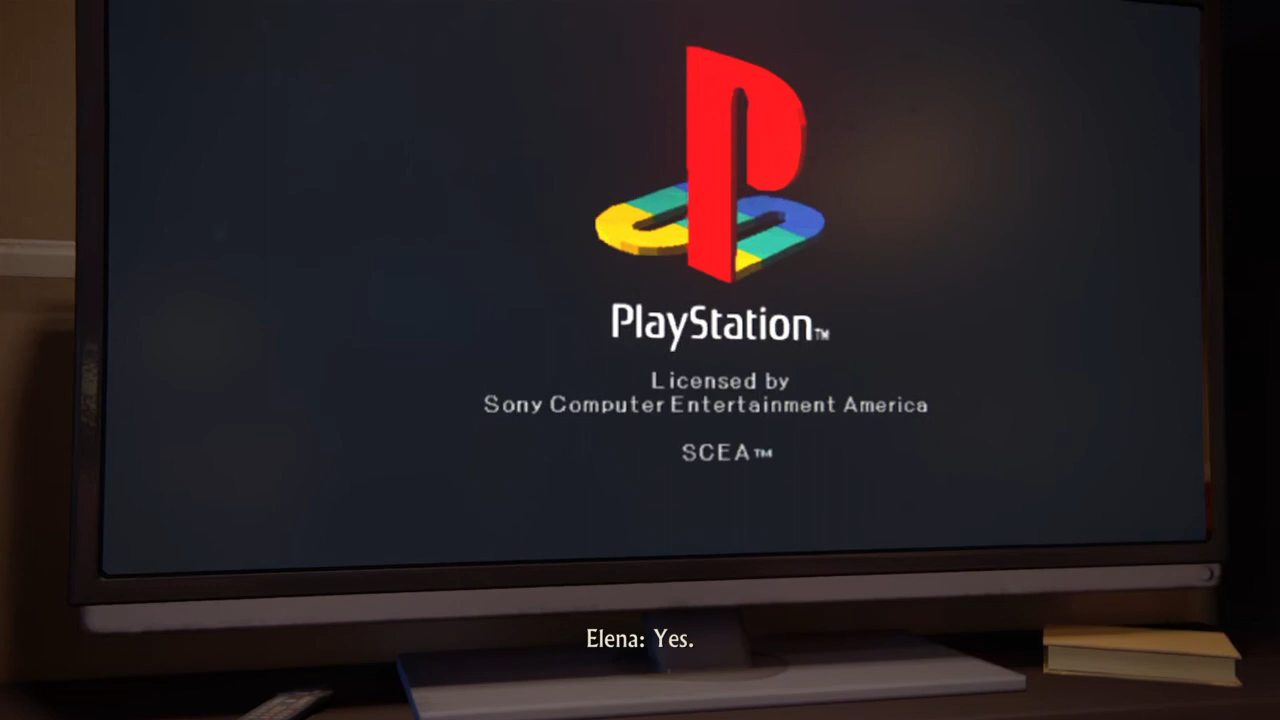 PlayStation™
Licensed by
Sony Computer Entertainment America
SCEA™
Elena: Yes.